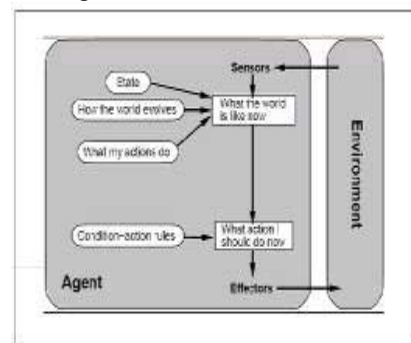 Sensors
State
How the world evolves
What the world
is like now
What my actions do
Environment
Condition-action rules
What action I
should do now
Agent
Effectors